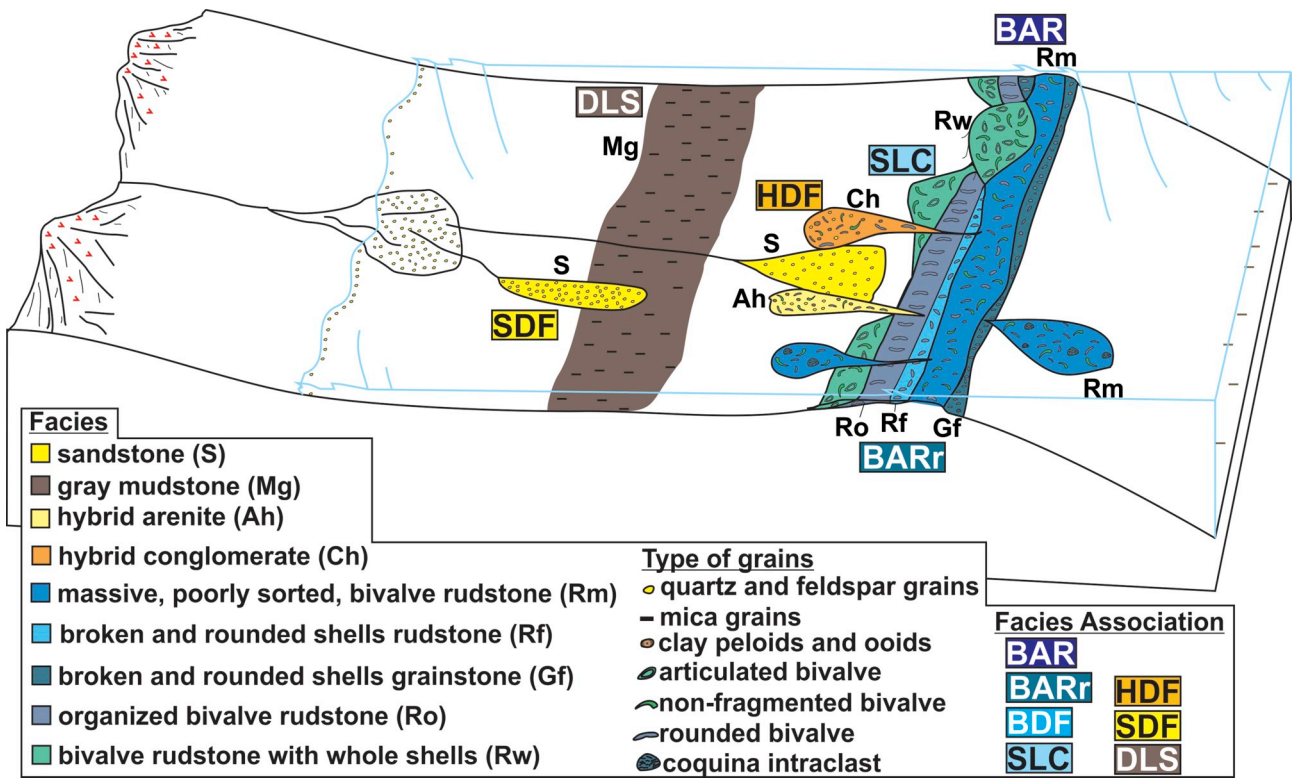 BAR
Rm
DLS
Mg
Rw
SLC
HDF
Ch
S
S
Ah
SDF
Rm
Ro
Rf
Gf
BARr
Facies
sandstone (S)
gray mudstone (Mg)
hybrid arenite (Ah)
hybrid conglomerate (Ch)
massive, poorly sorted, bivalve rudstone (Rm)
broken and rounded shells rudstone (Rf)
broken and rounded shells grainstone (Gf)
organized bivalve rudstone (Ro)
bivalve rudstone with whole shells (Rw)
Type of grains
quartz and feldspar grains
mica grains
clay peloids and ooids
articulated bivalve
non-fragmented bivalve
rounded bivalve
coquina intraclast
Facies Association
BAR
BARr HDF
BDF SDF
SLC DLS